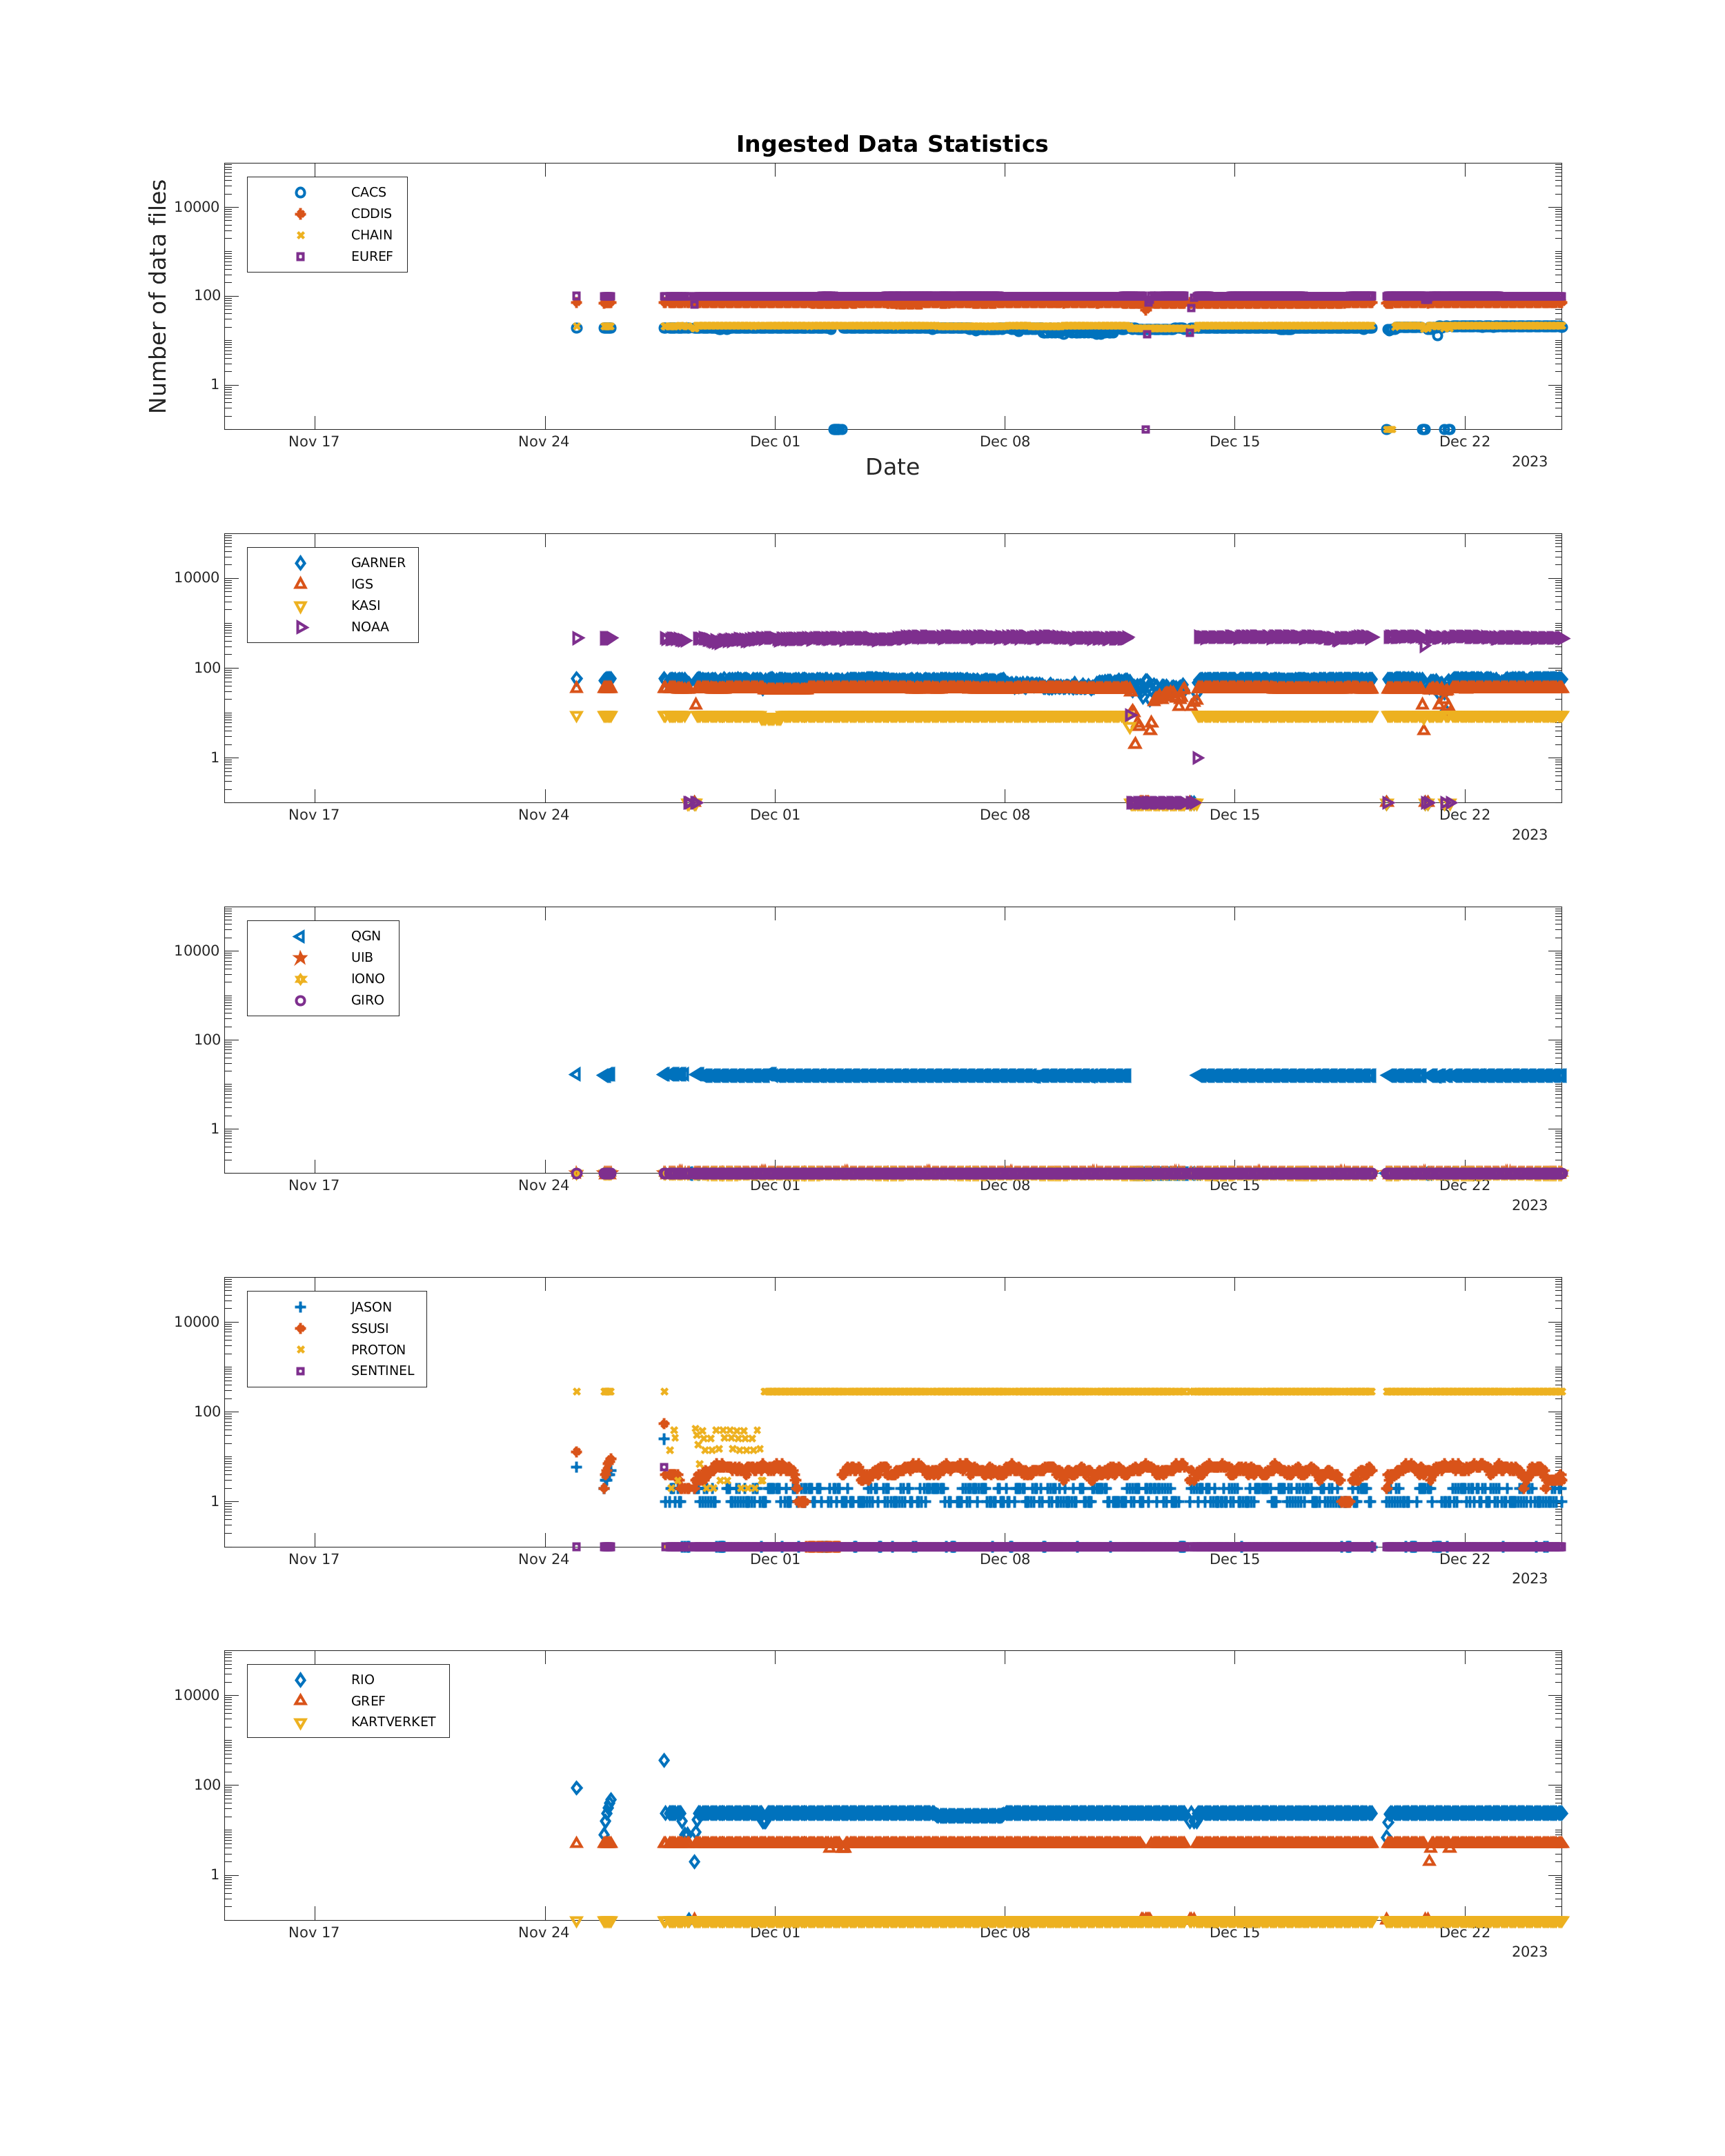 Ingested Data Statistics
Number of data files
CACS
CDDIS
CHAIN
EUREF
10000
100
1
Nov 17 Nov 24 Dec 01 Dec 08 Dec 15 Dec 22
2023
Date
GARNER
IGS
KASI
NOAA
10000
100
1
Nov 17 Nov 24 Dec 01 Dec 08 Dec 15 Dec 22
2023
QGN
UIB
IONO
GIRO
10000
100
1
Nov 17 Nov 24 Dec 01 Dec 08 Dec 15 Dec 22
2023
JASON
SSUSI
PROTON
SENTINEL
10000
100
1
Nov 17 Nov 24 Dec 01 Dec 08 Dec 15 Dec 22
2023
RIO
GREF
KARTVERKET
10000
100
1
Nov 17 Nov 24 Dec 01 Dec 08 Dec 15 Dec 22
2023